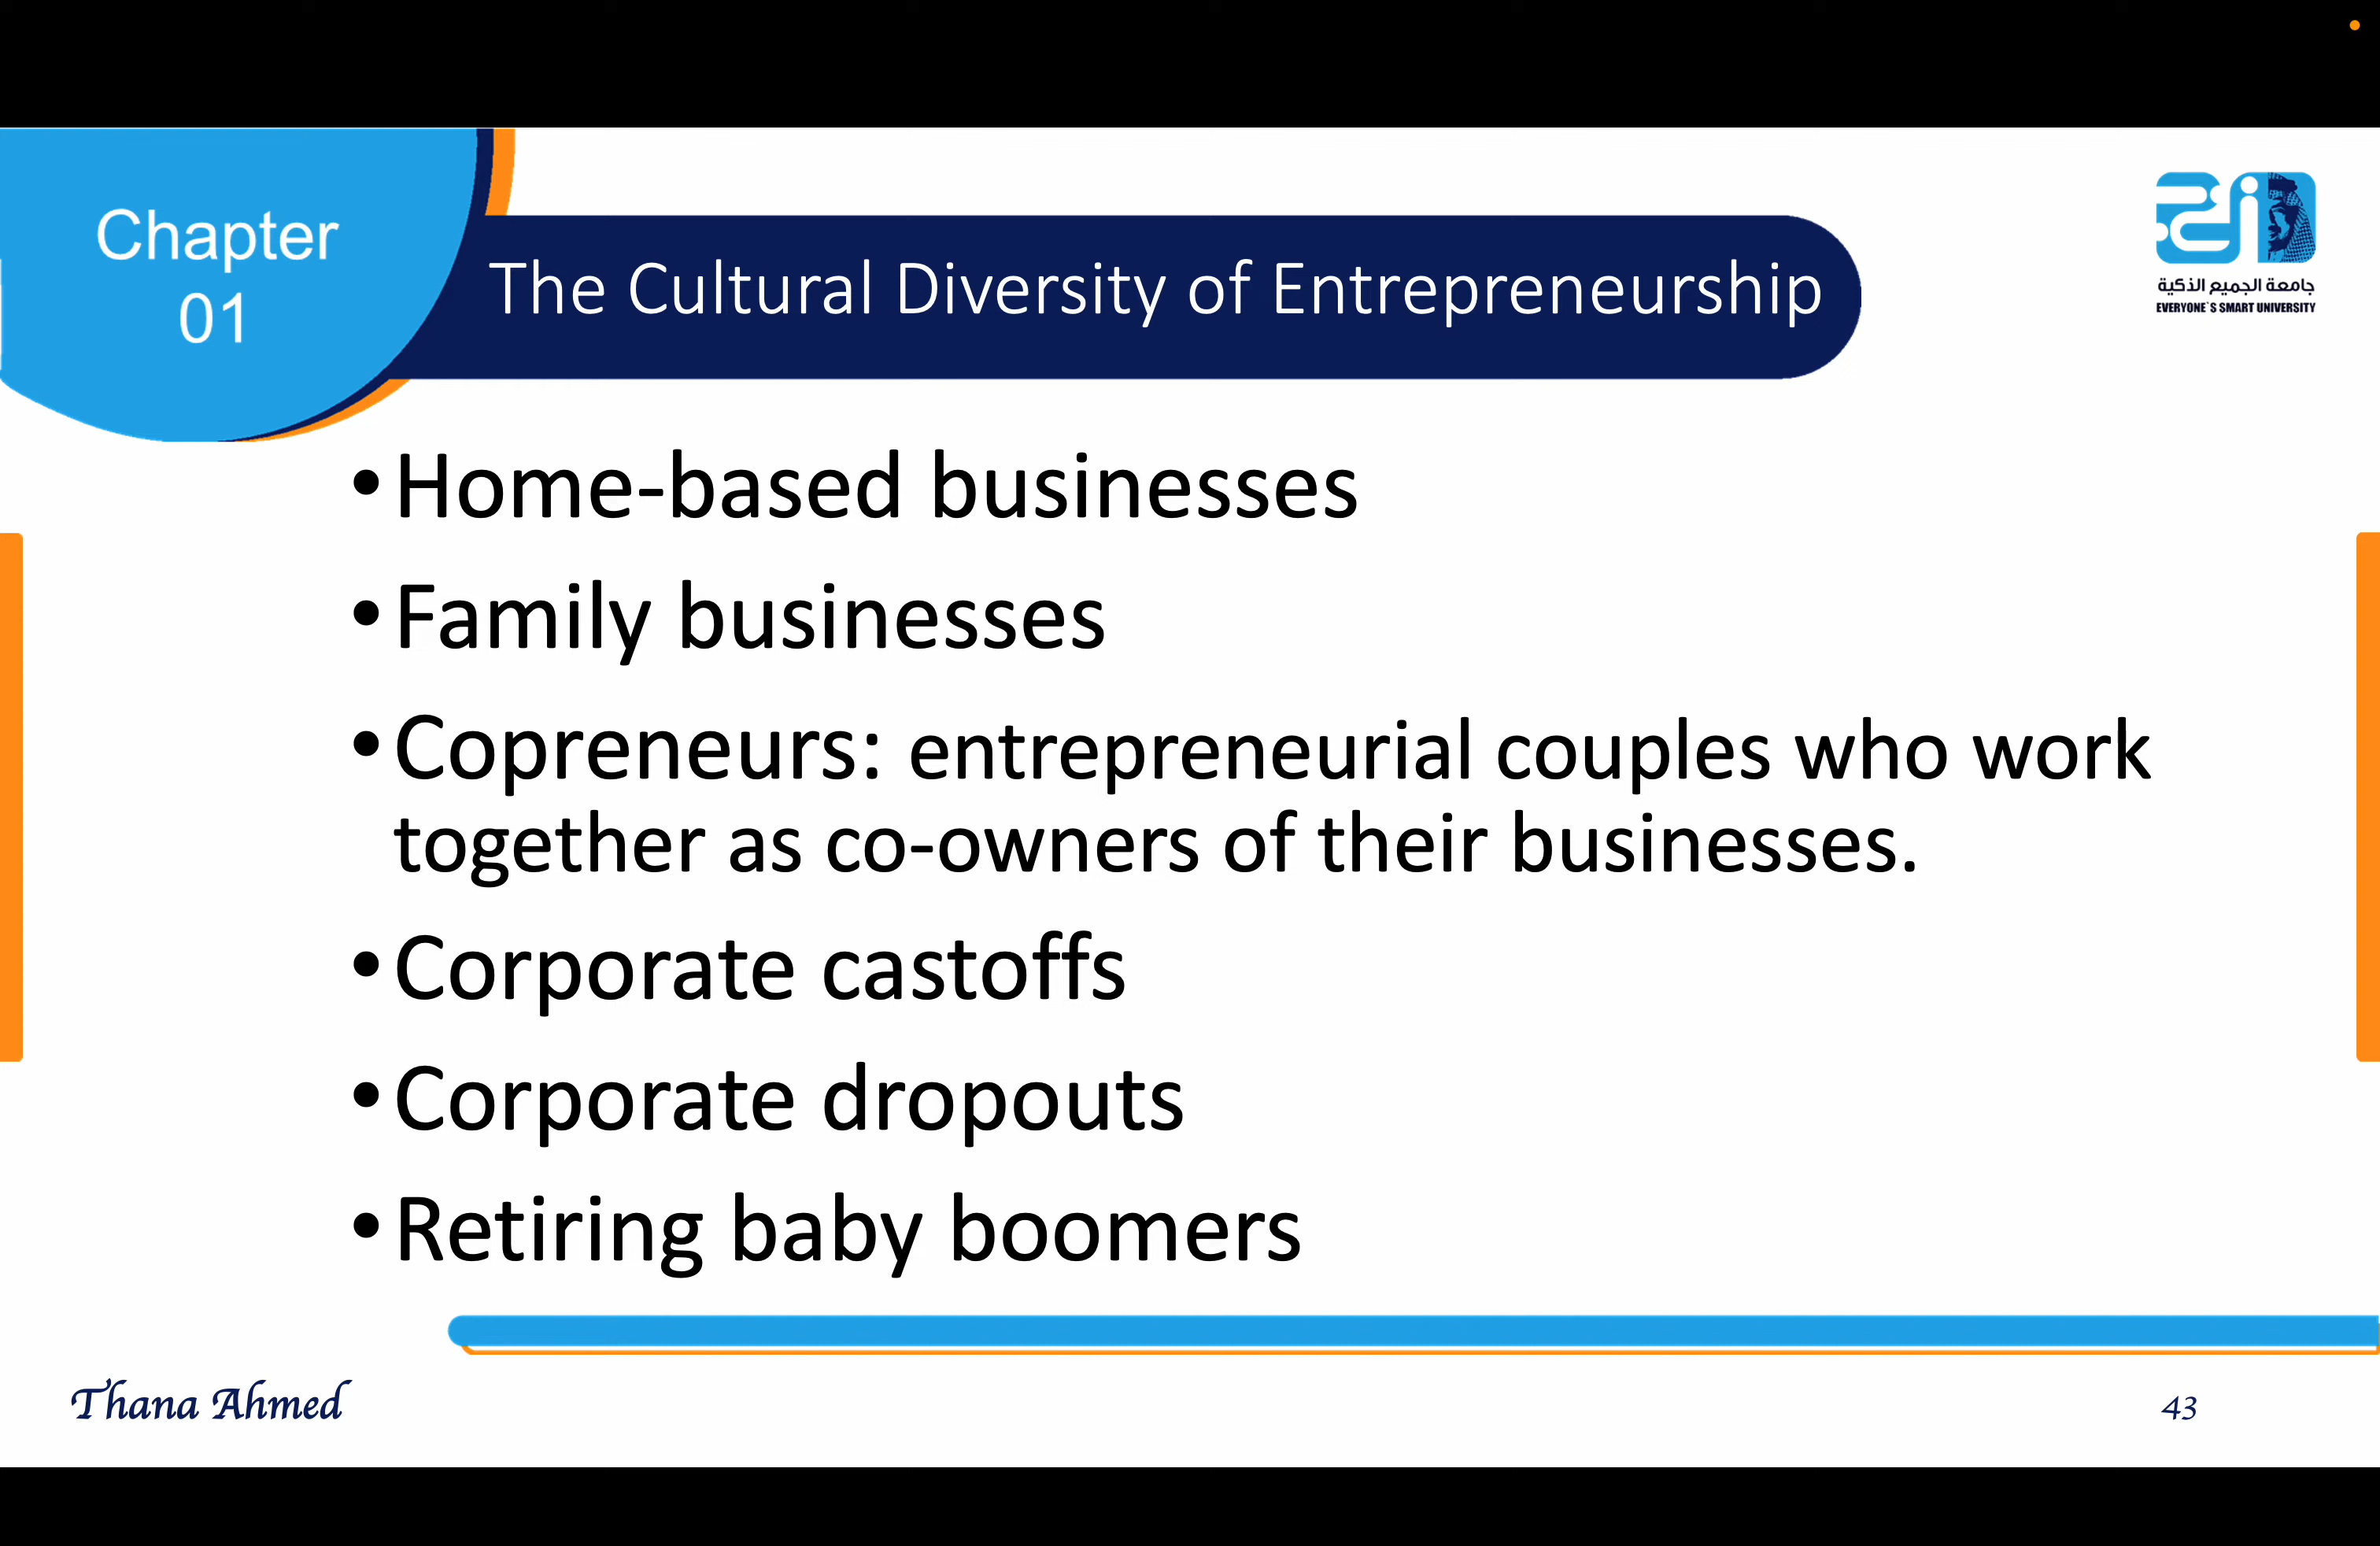 Chapter
01
The Cultural Diversity of Entrepreneurship
جامعة الجميع الذكية
EVERYONE`S SMART UNIVERSITY
•Home-based businesses
•Family businesses
•Copreneurs: entrepreneurial couples who work
together as co-owners of their businesses.
•Corporate castoffs
•Corporate dropouts
•Retiring baby boomers
Thana Ahmed
43